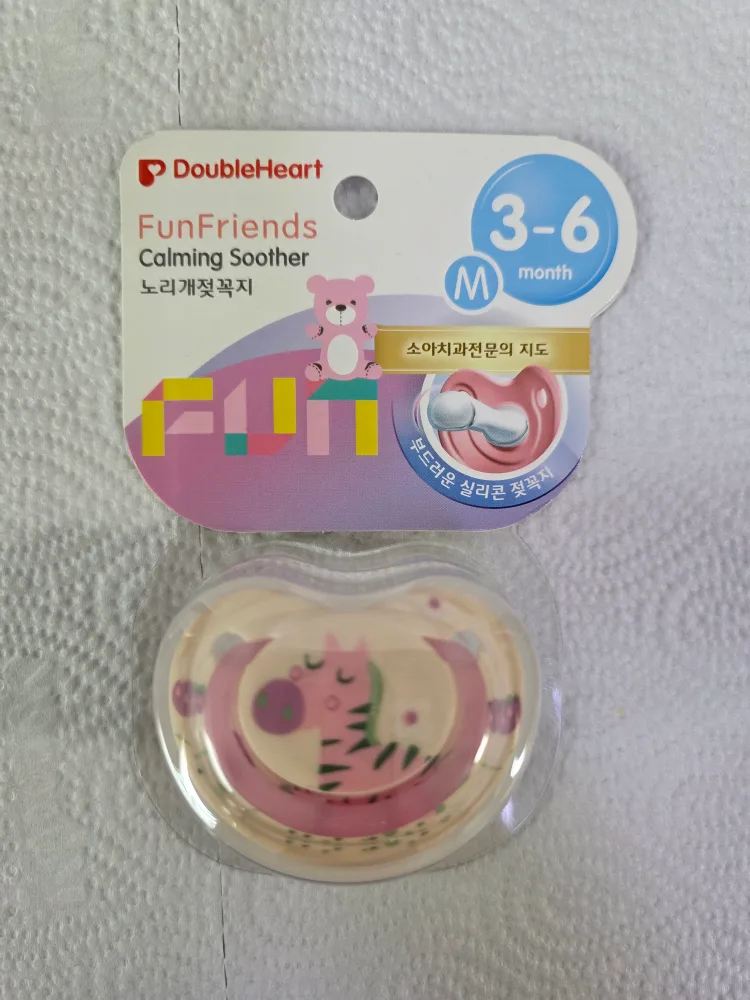 DoubleHeart
FunFriends
Calming Soother
노리개젖꼭지
3-6
month
M
소아치과전문의 지도
FUN
부드러운 실리콘 젖꼭지